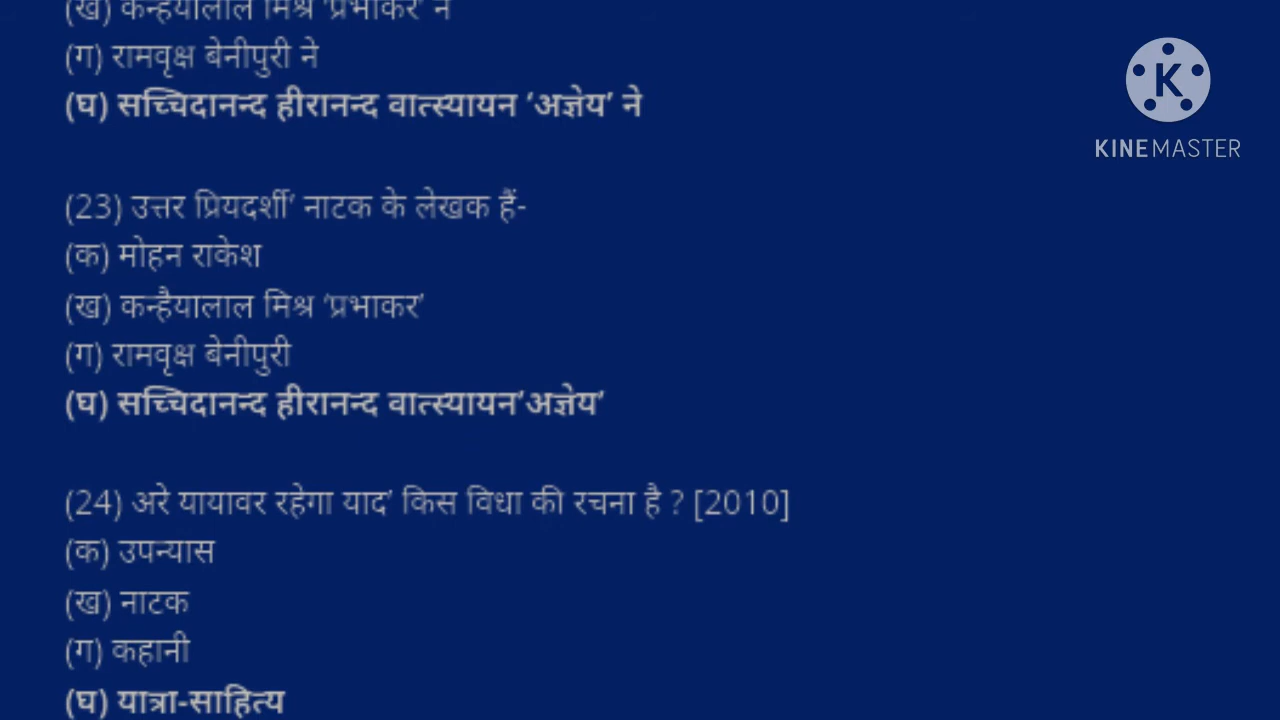 (ख) कन्हैयालाल मिश्र 'प्रभाकर' ने
(ग) रामवृक्ष बेनीपुरी ने
(घ) सच्चिदानन्द हीरानन्द वात्स्यायन ‘अज्ञेय’ ने
KINEMASTER
(23) उत्तर प्रियदर्शी’ नाटक के लेखक हैं-
(क) मोहन राकेश
(ख) कन्हैयालाल मिश्र ‘प्रभाकर’
(ग) रामवृक्ष बेनीपुरी
(घ) सच्चिदानन्द हीरानन्द वात्स्यायन’अज्ञेय’
(24) अरे यायावर रहेगा याद’ किस विधा की रचना है ? [2010]
(क) उपन्यास
(ख) नाटक
(ग) कहानी
(घ) यात्रा-साहित्य